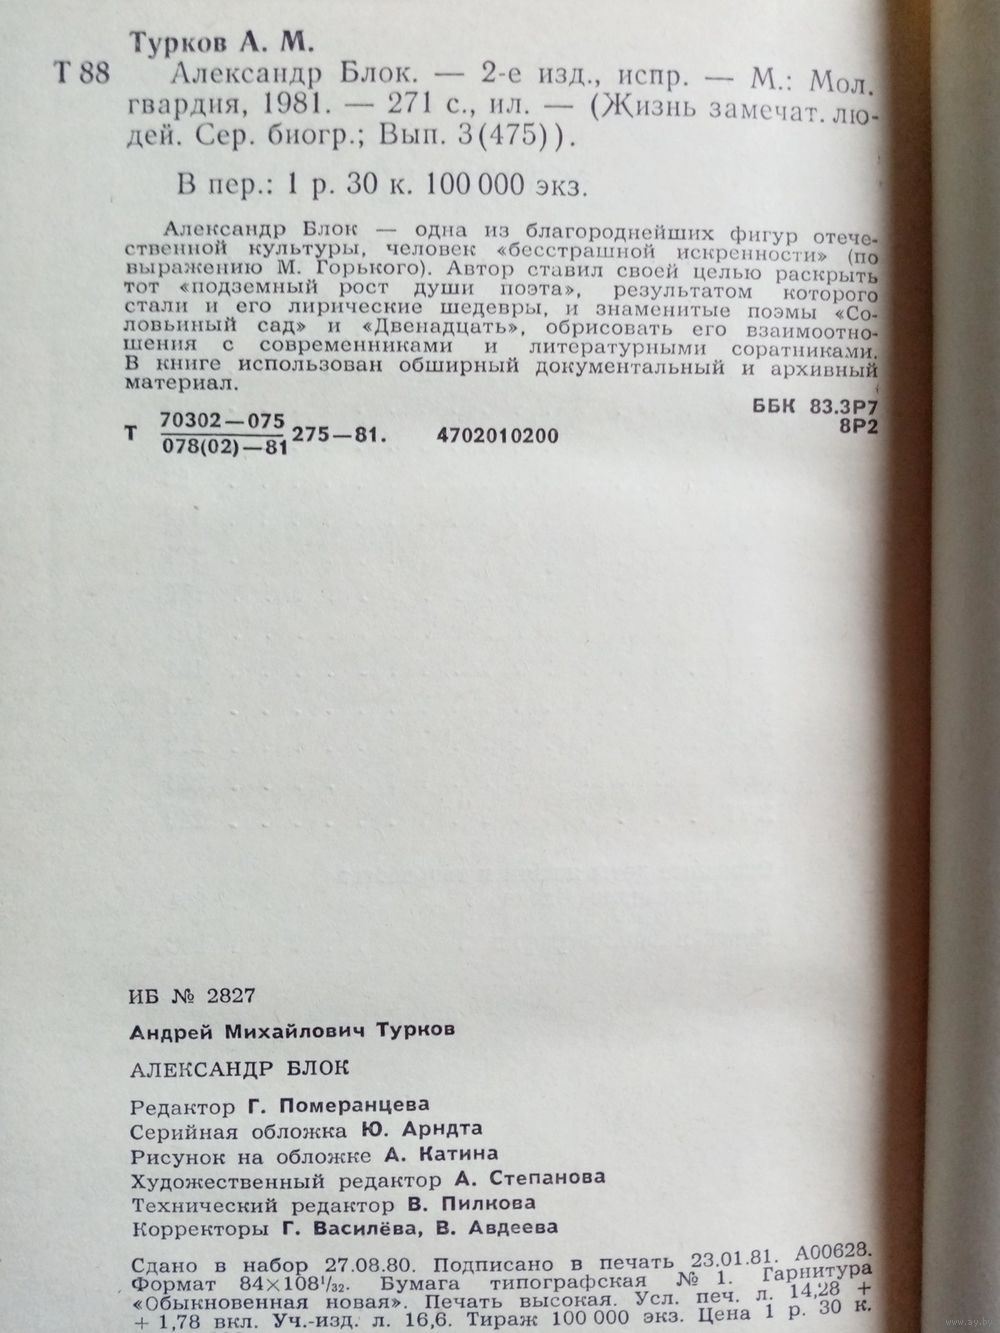 Турков А. М.
Т 88 Александр Блок. — 2-е изд., испр. — М.: Мол.
гвардия, 1981. — 271 с., ил. — (Жизнь замечат. лю-
дей. Сер. биогр.; Вып. 3(475)).
В пер.: 1 р. 30 к. 100 000 экз.
Александр Блок — одна из благороднейших фигур отече-
ственной культуры, человек «бесстрашной искренности» (по
выражению М. Горького). Автор ставил своей целью раскрыть
тот «подземный рост души поэта», результатом которого
стали и его лирические шедевры, и знаменитые поэмы «Со-
ловьиный сад» и «Двенадцать», обрисовать его взаимоотно-
шения с современниками и литературными соратниками.
В книге использован обширный документальный и архивный
материал.
ББК 83.3Р7
8Р2
70302—075
Т 275—81. 4702010200
078(02)—81
ИБ № 2827
Андрей Михайлович Турков
АЛЕКСАНДР БЛОК
Редактор Г. Померанцева
Серийная обложка Ю. Арндта
Рисунок на обложке А. Катина
Художественный редактор А. Степанова
Технический редактор В. Пилкова
Корректоры Г. Василёва, В. Авдеева
Сдано в набор 27.08.80. Подписано в печать 23.01.81. А00628.
Формат 84×108¹/₃₂. Бумага типографская № 1. Гарнитура
«Обыкновенная новая». Печать высокая. Усл. печ. л. 14,28 +
+ 1,78 вкл. Уч.-изд. л. 16,6. Тираж 100 000 экз. Цена 1 р. 30 к.
www.ay.by